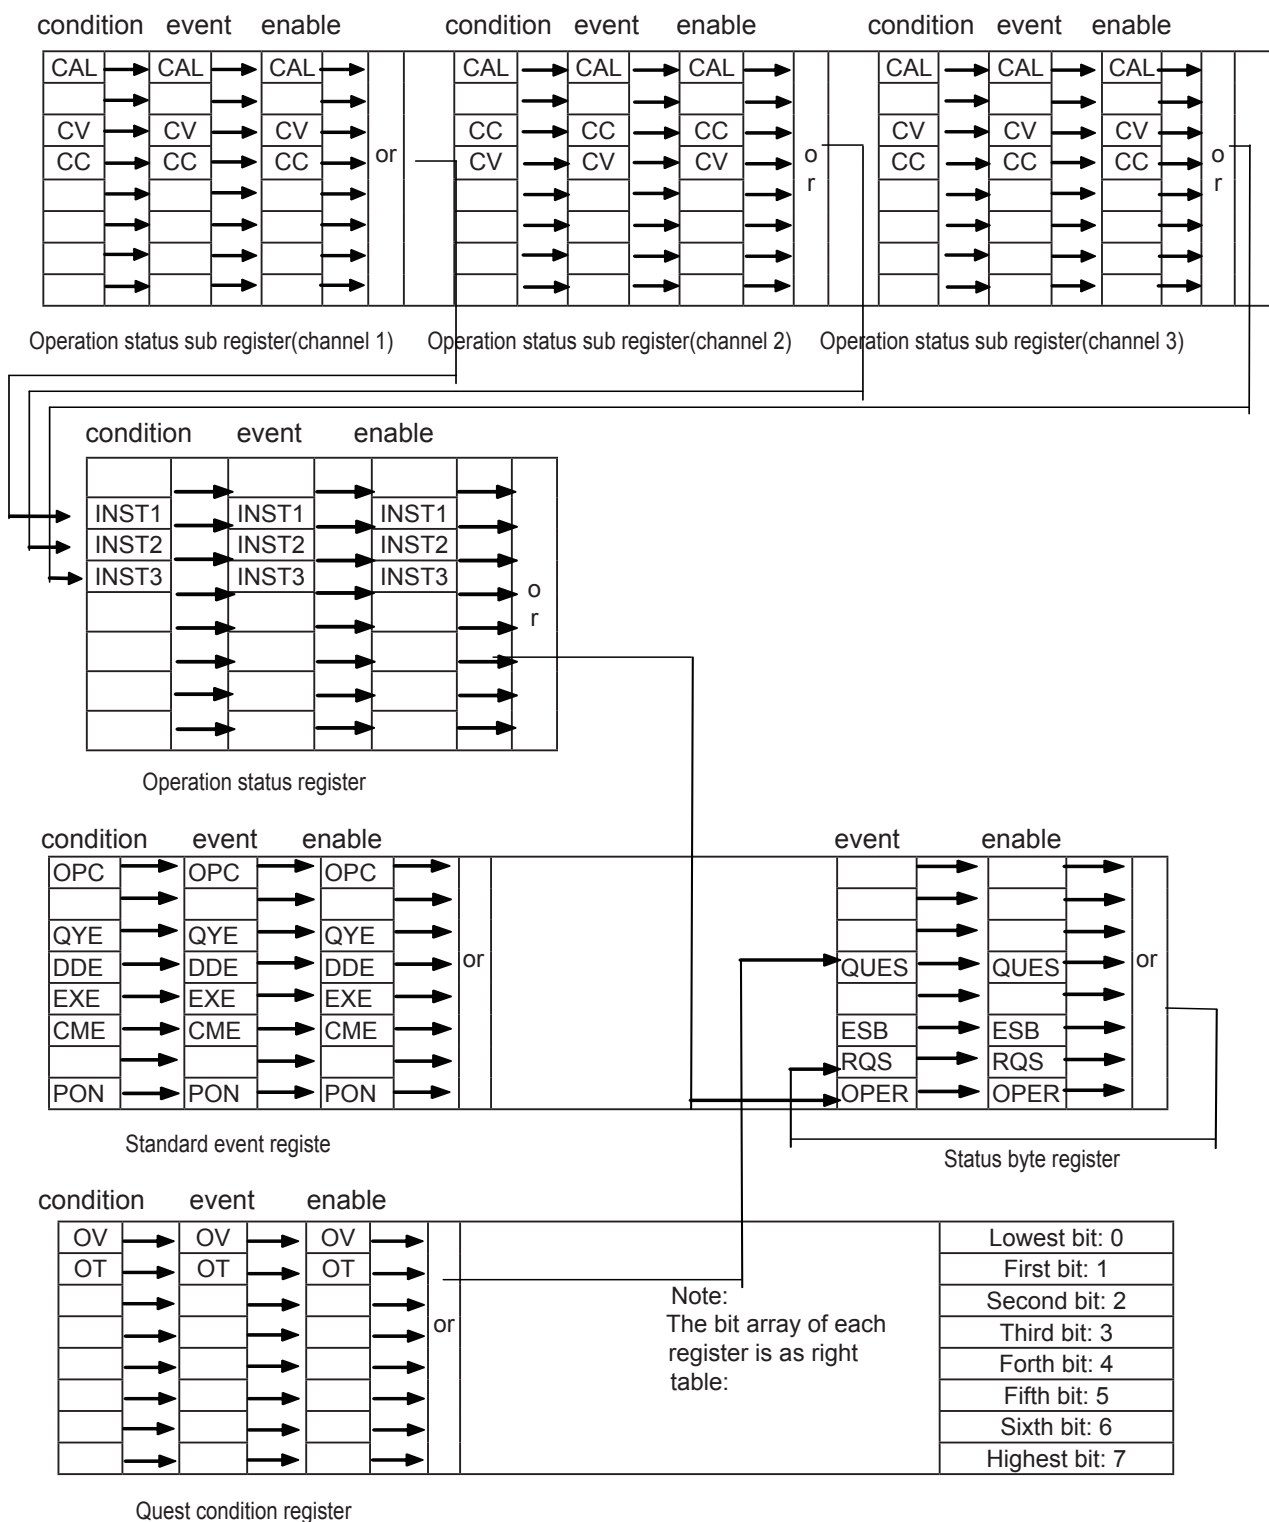 condition event enable condition event enable condition event enable
CAL CAL CAL CAL CAL CAL CAL CAL CAL
CV CV CV CC CC CC CV CV CV
CC CC CC or CV CV CV o CC CC CC o
r r
Operation status sub register(channel 1) Operation status sub register(channel 2) Operation status sub register(channel 3)
condition event enable
INST1 INST1 INST1
INST2 INST2 INST2
INST3 INST3 INST3
o
r
Operation status register
condition event enable event enable
OPC OPC OPC
QYE QYE QYE
DDE DDE DDE or QUES QUES or
EXE EXE EXE
CME CME CME ESB ESB
RQS RQS
PON PON PON OPER OPER
Standard event registe
Status byte register
condition event enable
OV OV OV Lowest bit: 0
OT OT OT First bit: 1
Note: Second bit: 2
or The bit array of each Third bit: 3
register is as right Forth bit: 4
table: Fifth bit: 5
Sixth bit: 6
Highest bit: 7
Quest condition register